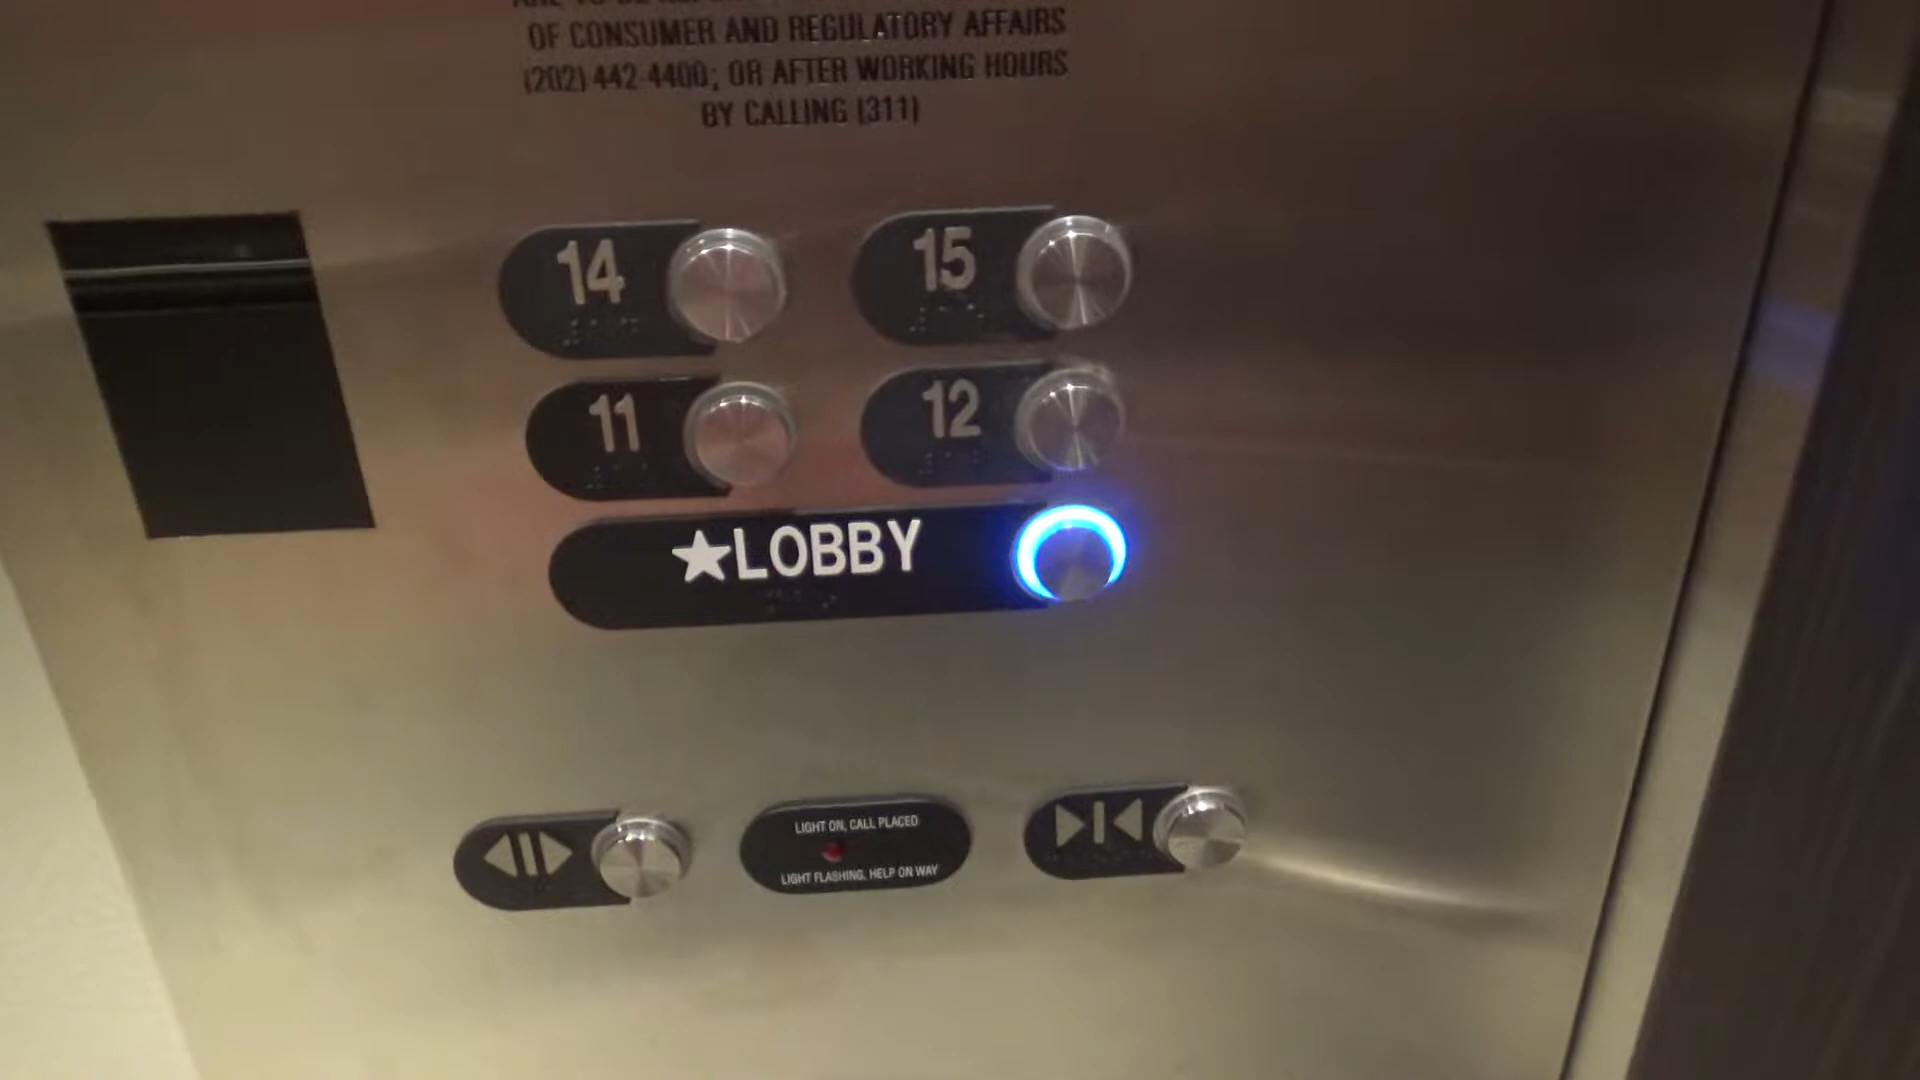 OF CONSUMER AND REGULATORY AFFAIRS
(202) 442-4400; OR AFTER WORKING HOURS
BY CALLING (311)
14
15
11
12
★LOBBY
LIGHT ON, CALL PLACED
LIGHT FLASHING, HELP ON WAY